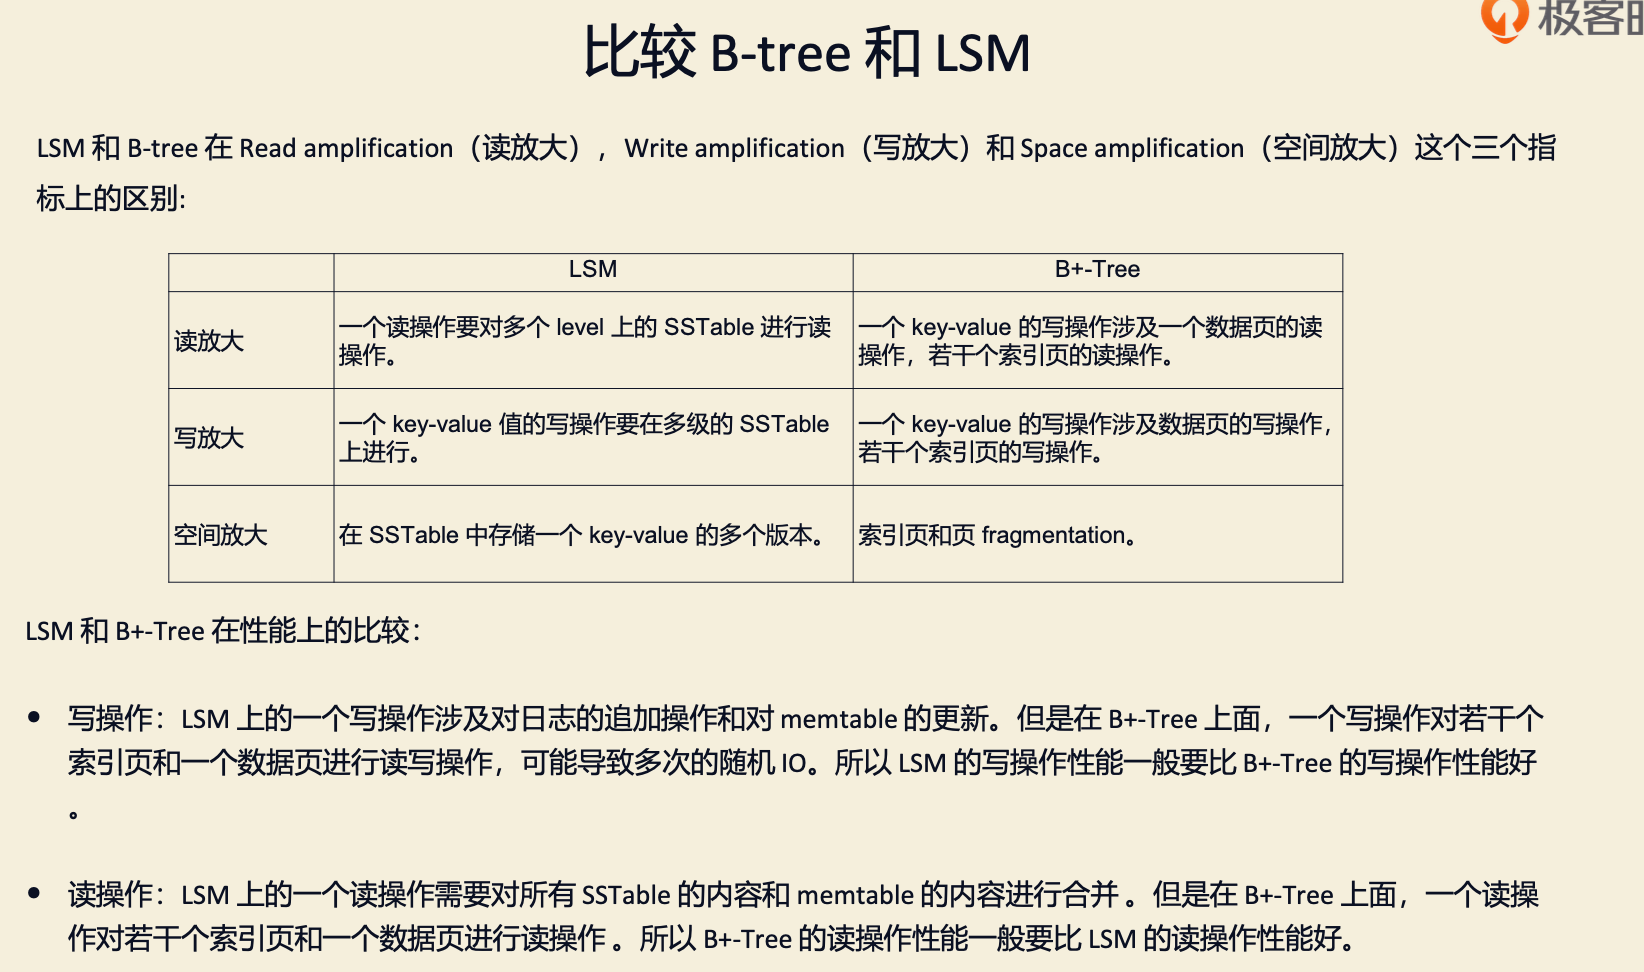 极客时
比较 B-tree 和 LSM
LSM 和 B-tree 在 Read amplification（读放大），Write amplification（写放大）和 Space amplification（空间放大）这个三个指
标上的区别:
LSM
B+-Tree
读放大
一个读操作要对多个 level 上的 SSTable 进行读
操作。
一个 key-value 的写操作涉及一个数据页的读
操作，若干个索引页的读操作。
写放大
一个 key-value 值的写操作要在多级的 SSTable
上进行。
一个 key-value 的写操作涉及数据页的写操作，
若干个索引页的写操作。
空间放大
在 SSTable 中存储一个 key-value 的多个版本。
索引页和页 fragmentation。
LSM 和 B+-Tree 在性能上的比较：
• 写操作：LSM 上的一个写操作涉及对日志的追加操作和对 memtable 的更新。但是在 B+-Tree 上面，一个写操作对若干个
索引页和一个数据页进行读写操作，可能导致多次的随机 IO。所以 LSM 的写操作性能一般要比 B+-Tree 的写操作性能好
。
• 读操作：LSM 上的一个读操作需要对所有 SSTable 的内容和 memtable 的内容进行合并 。但是在 B+-Tree 上面，一个读操
作对若干个索引页和一个数据页进行读操作 。所以 B+-Tree 的读操作性能一般要比 LSM 的读操作性能好。